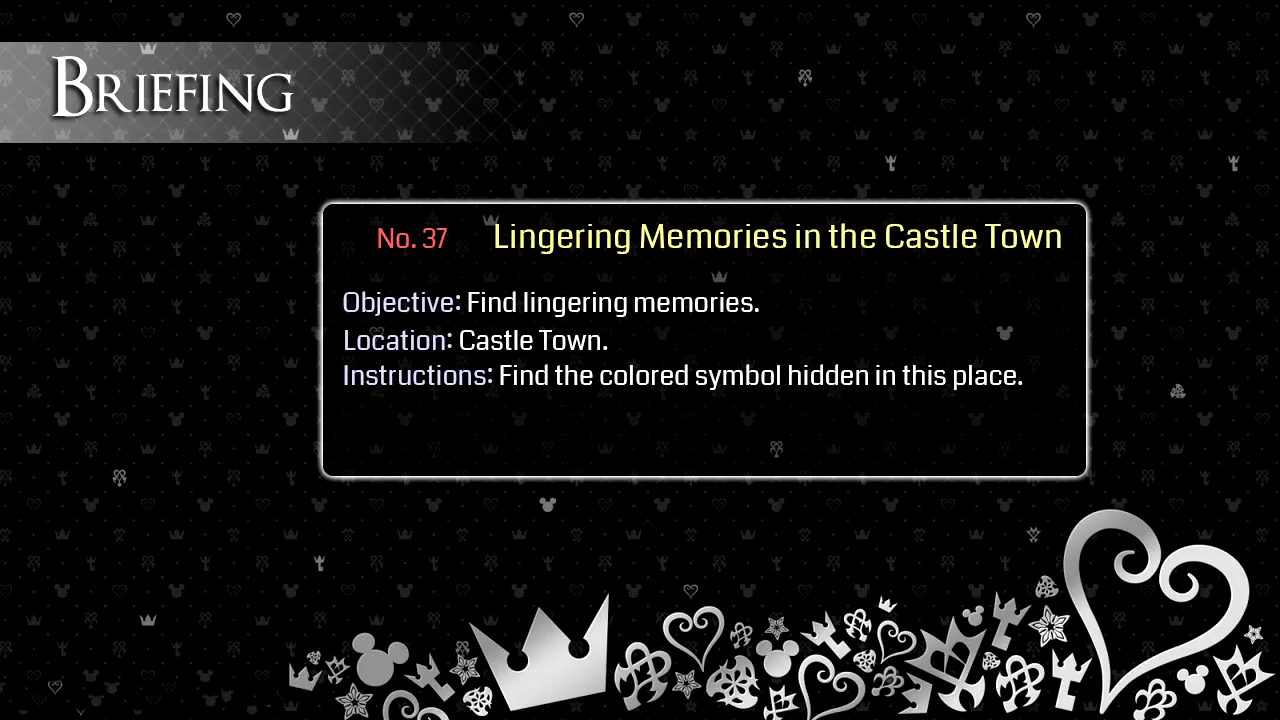 BRIEFING
No. 37 Lingering Memories in the Castle Town
Objective: Find lingering memories.
Location: Castle Town.
Instructions: Find the colored symbol hidden in this place.